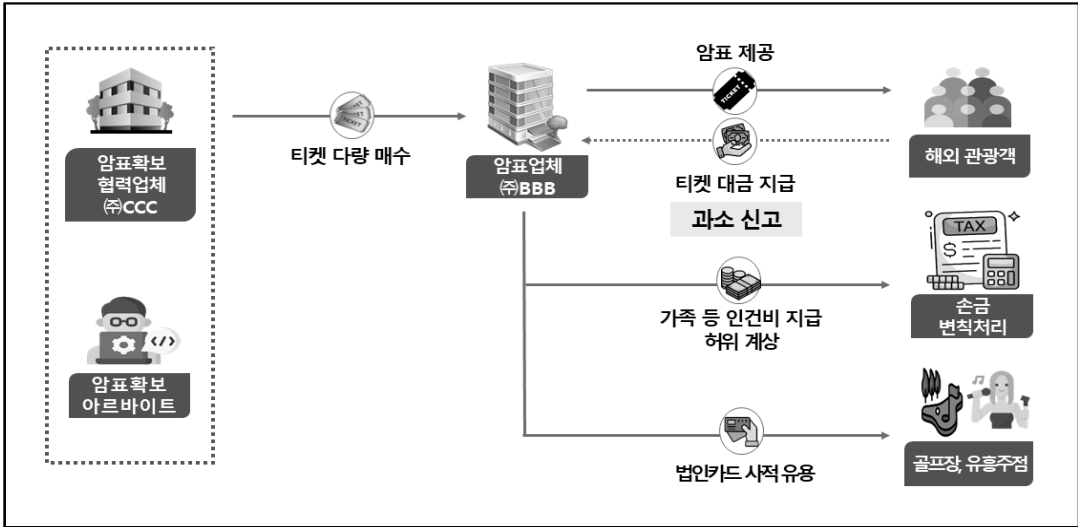 암표확보
협력업체
㈜CCC
암표확보
아르바이트
TICKET
티켓 다량 매수
암표업체
㈜BBB
암표 제공
TICKET
티켓 대금 지급
과소 신고
해외 관광객
가족 등 인건비 지급
허위 계상
TAX
$
손금
변칙처리
법인카드 사적 유용
골프장, 유흥주점